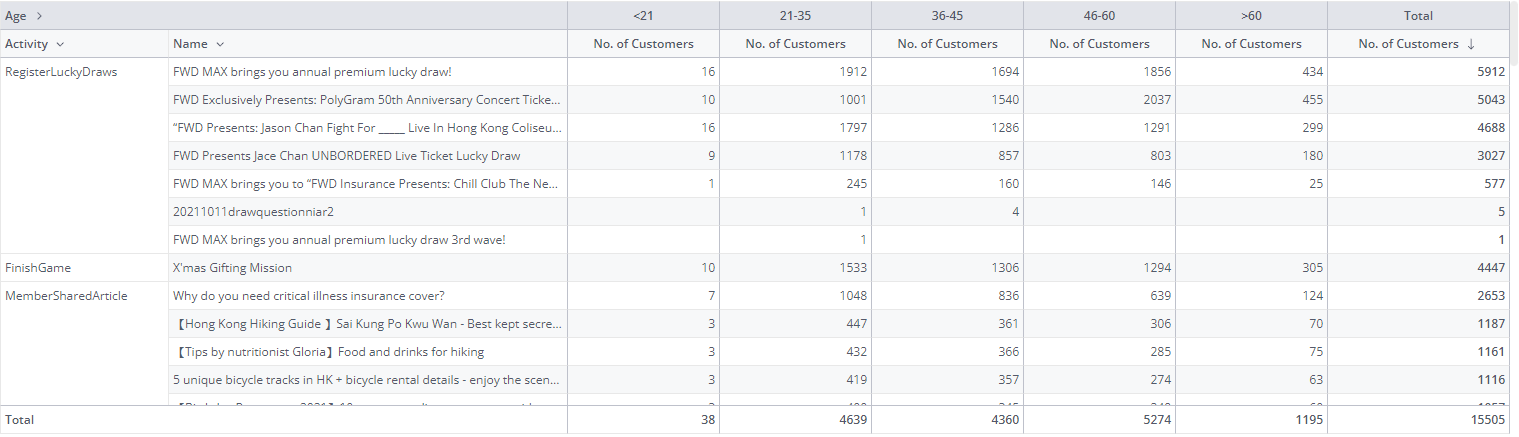 Age <21 21-35 36-45 46-60 >60 Total
Activity Name No. of Customers No. of Customers No. of Customers No. of Customers No. of Customers No. of Customers ↓
RegisterLuckyDraws FWD MAX brings you annual premium lucky draw! 16 1912 1694 1856 434 5912
FWD Exclusively Presents: PolyGram 50th Anniversary Concert Ticke... 10 1001 1540 2037 455 5043
“FWD Presents: Jason Chan Fight For _____ Live In Hong Kong Coliseu... 16 1797 1286 1291 299 4688
FWD Presents Jace Chan UNBORDERED Live Ticket Lucky Draw 9 1178 857 803 180 3027
FWD MAX brings you to “FWD Insurance Presents: Chill Club The Ne... 1 245 160 146 25 577
20211011drawquestionniar2 1 4 5
FWD MAX brings you annual premium lucky draw 3rd wave! 1 1
FinishGame X'mas Gifting Mission 10 1533 1306 1294 305 4447
MemberSharedArticle Why do you need critical illness insurance cover? 7 1048 836 639 124 2653
【Hong Kong Hiking Guide 】Sai Kung Po Kwu Wan - Best kept secre... 3 447 361 306 70 1187
【Tips by nutritionist Gloria】Food and drinks for hiking 3 432 366 285 75 1161
5 unique bicycle tracks in HK + bicycle rental details - enjoy the scen... 3 419 357 274 63 1116
Total 38 4639 4360 5274 1195 15505